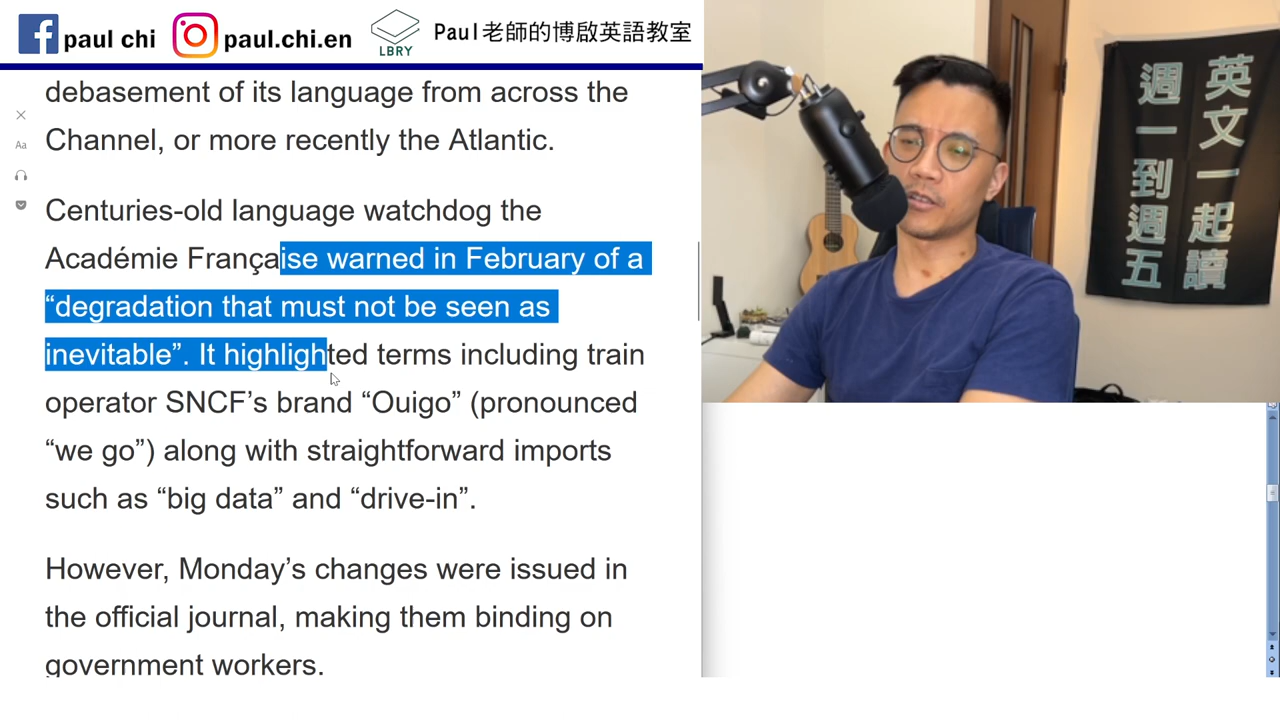 paul chi
paul.chi.en
LBRY
Paul老師的博啟英語教室
debasement of its language from across the
Channel, or more recently the Atlantic.
Aa
Centuries-old language watchdog the
Académie Française warned in February of a
“degradation that must not be seen as
inevitable”. It highlighted terms including train
operator SNCF’s brand “Ouigo” (pronounced
“we go”) along with straightforward imports
such as “big data” and “drive-in”.
However, Monday’s changes were issued in
the official journal, making them binding on
government workers.
英文一起讀
週一到週五